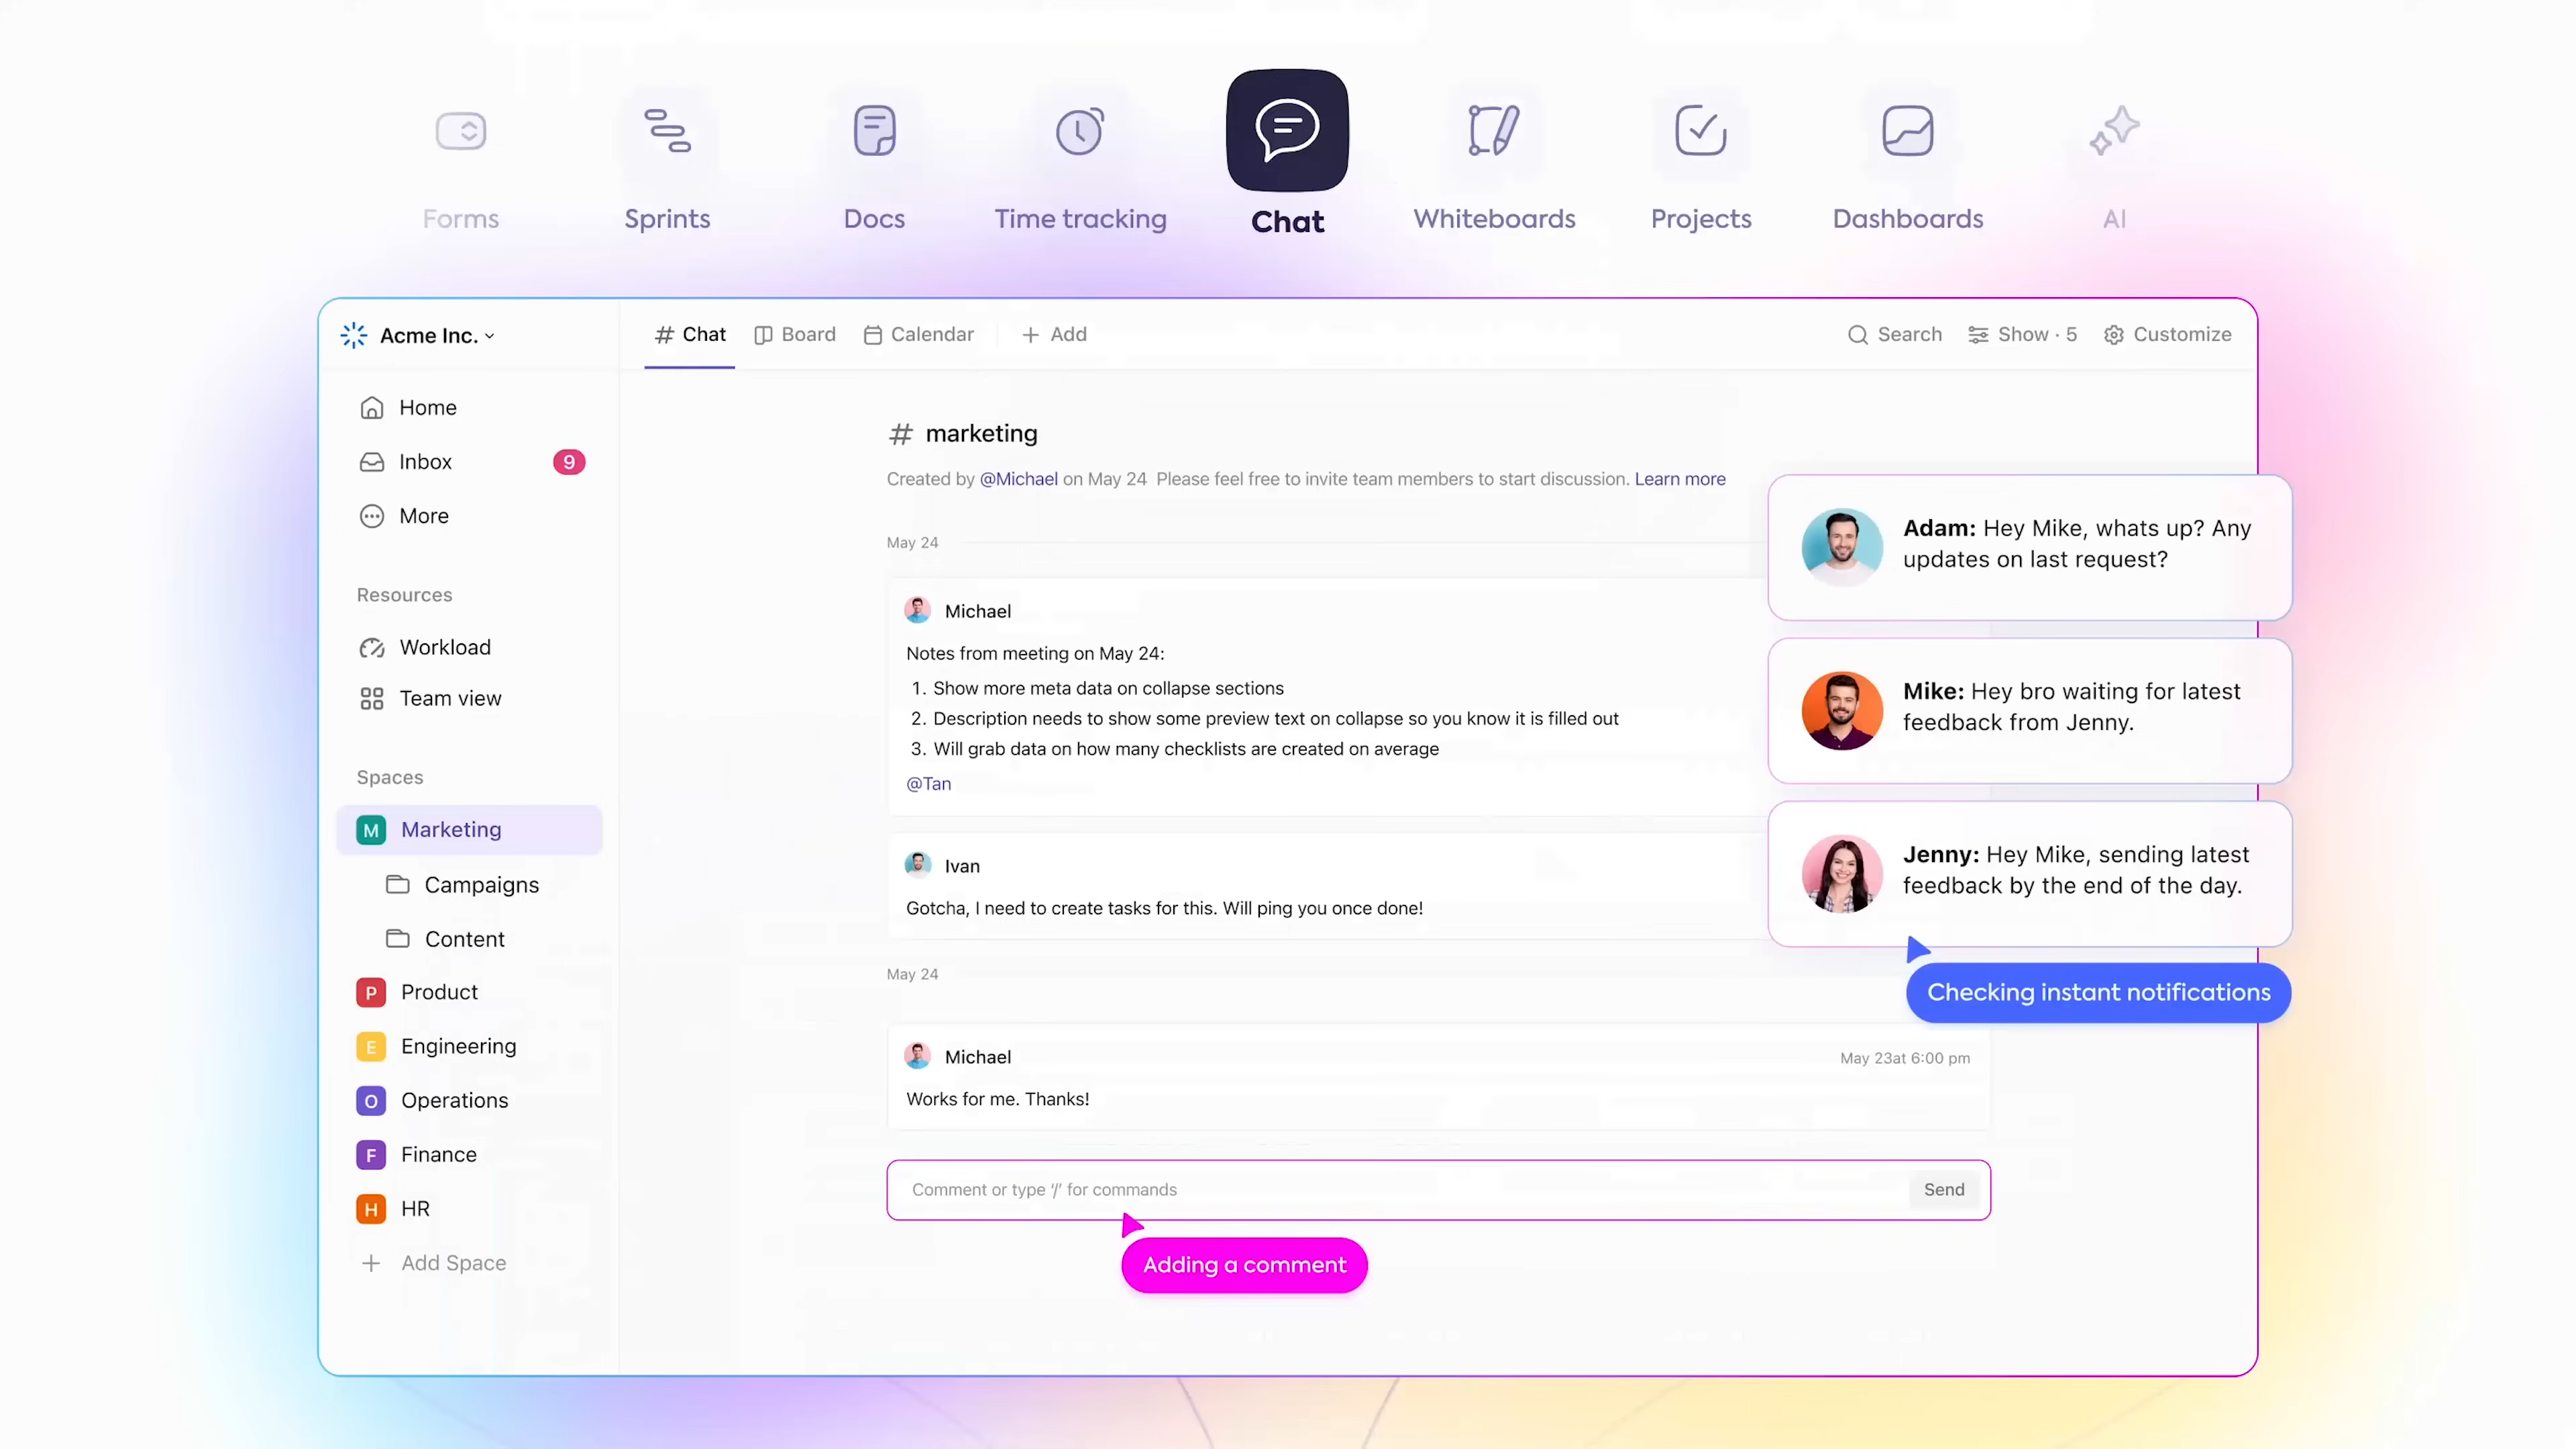 Forms
Sprints
Docs
Time tracking
Chat
Whiteboards
Projects
Dashboards
AI
Acme Inc.
Chat
Board
Calendar
+ Add
Search
Show · 5
Customize
Home
Inbox
9
More
Resources
Workload
Team view
Spaces
M Marketing
Campaigns
Content
P Product
E Engineering
O Operations
F Finance
H HR
+ Add Space
# marketing
Created by @Michael on May 24 Please feel free to invite team members to start discussion. Learn more
May 24
Michael
Notes from meeting on May 24:
1. Show more meta data on collapse sections
2. Description needs to show some preview text on collapse so you know it is filled out
3. Will grab data on how many checklists are created on average
@Tan
Ivan
Gotcha, I need to create tasks for this. Will ping you once done!
May 24
Michael
May 23at 6:00 pm
Works for me. Thanks!
Comment or type ‘/’ for commands
Send
Adding a comment
Adam: Hey Mike, whats up? Any
updates on last request?
Mike: Hey bro waiting for latest
feedback from Jenny.
Jenny: Hey Mike, sending latest
feedback by the end of the day.
Checking instant notifications